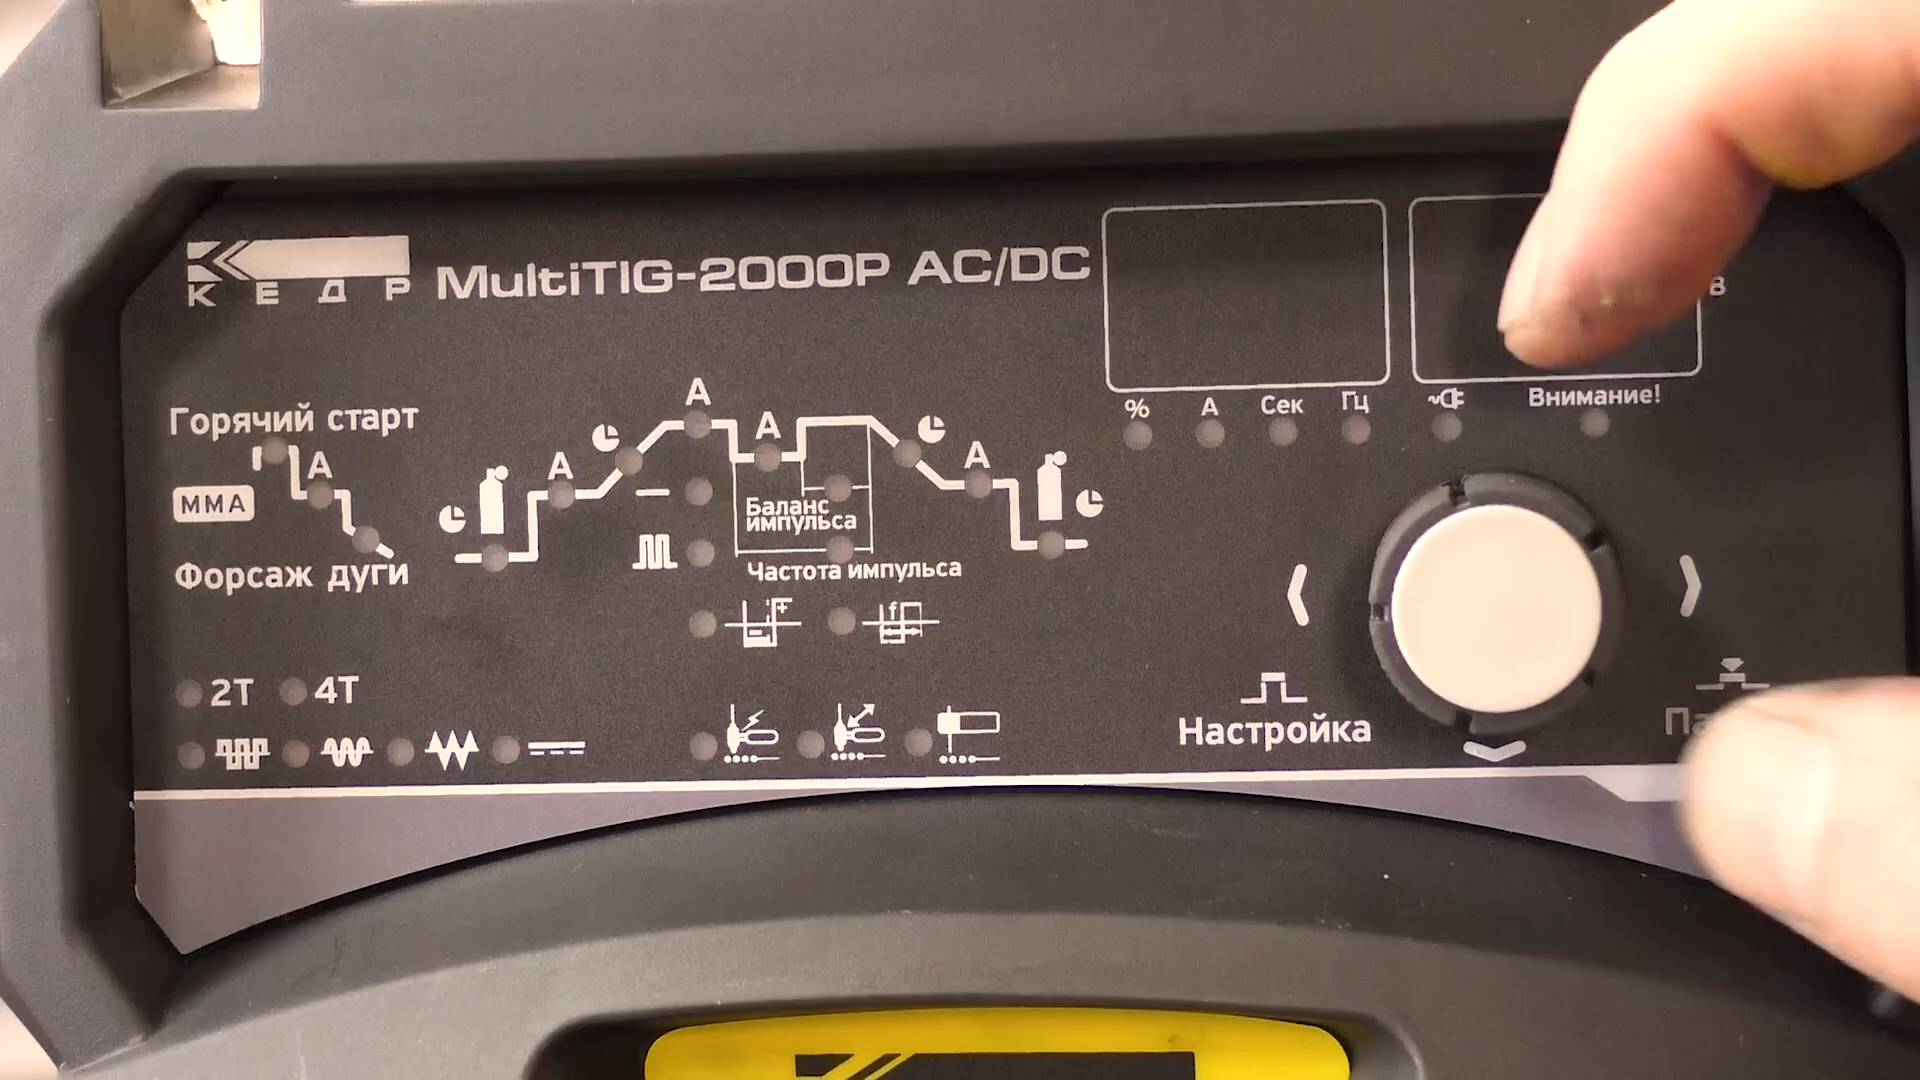 КЕДР
MultiTIG-2000P AC/DC
В
% А Сек Гц Внимание!
Горячий старт
А
MMA
Форсаж дуги
А
А
А
А
Баланс
импульса
Частота импульса
f
2T 4T
Настройка